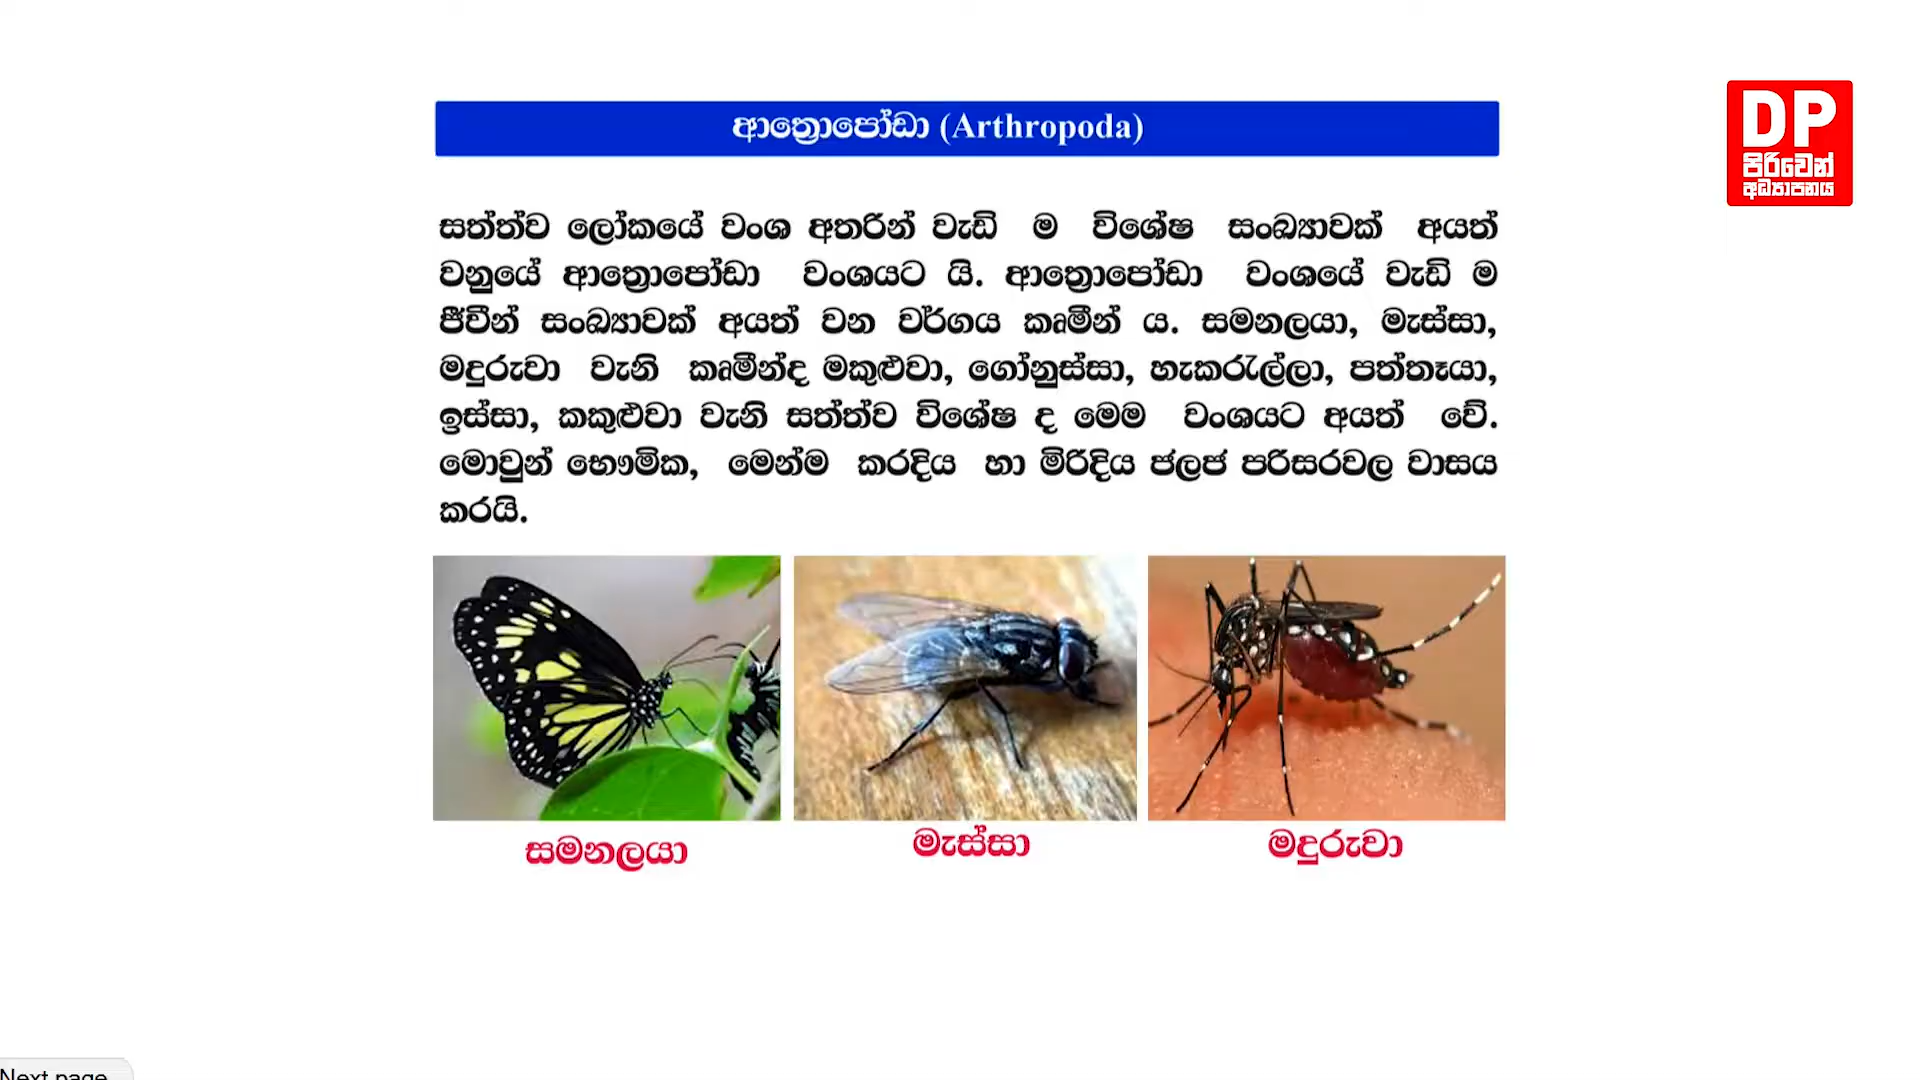 ආත්‍රොපෝඩා (Arthropoda)
DP
පිරිවෙන්
අධ්‍යාපනය
සත්ත්ව ලෝකයේ වංශ අතරින් වැඩි ම විශේෂ සංඛ්‍යාවක් අයත්
වනුයේ ආත්‍රොපෝඩා වංශයට යි. ආත්‍රොපෝඩා වංශයේ වැඩි ම
ජීවීන් සංඛ්‍යාවක් අයත් වන වර්ගය කෘමීන් ය. සමනලයා, මැස්සා,
මදුරුවා වැනි කෘමීන්ද මකුළුවා, ගෝනුස්සා, හැකරැල්ලා, පත්තෑයා,
ඉස්සා, කකුළුවා වැනි සත්ත්ව විශේෂ ද මෙම වංශයට අයත් වේ.
මොවුන් භෞමික, මෙන්ම කරදිය හා මිරිදිය ජලජ පරිසරවල වාසය
කරයි.
සමනලයා
මැස්සා
මදුරුවා
Next page